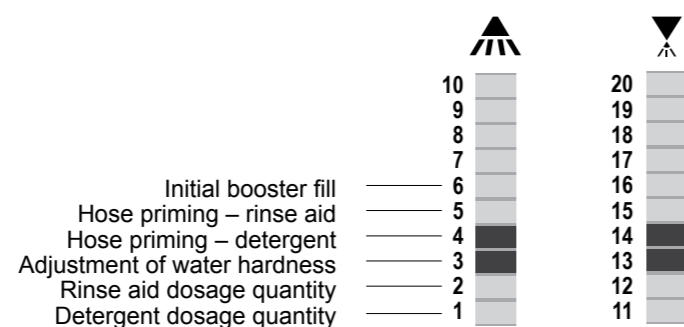 10 20
9 19
8 18
7 17
Initial booster fill 6 16
Hose priming – rinse aid 5 15
Hose priming – detergent 4 14
Adjustment of water hardness 3 13
Rinse aid dosage quantity 2 12
Detergent dosage quantity 1 11